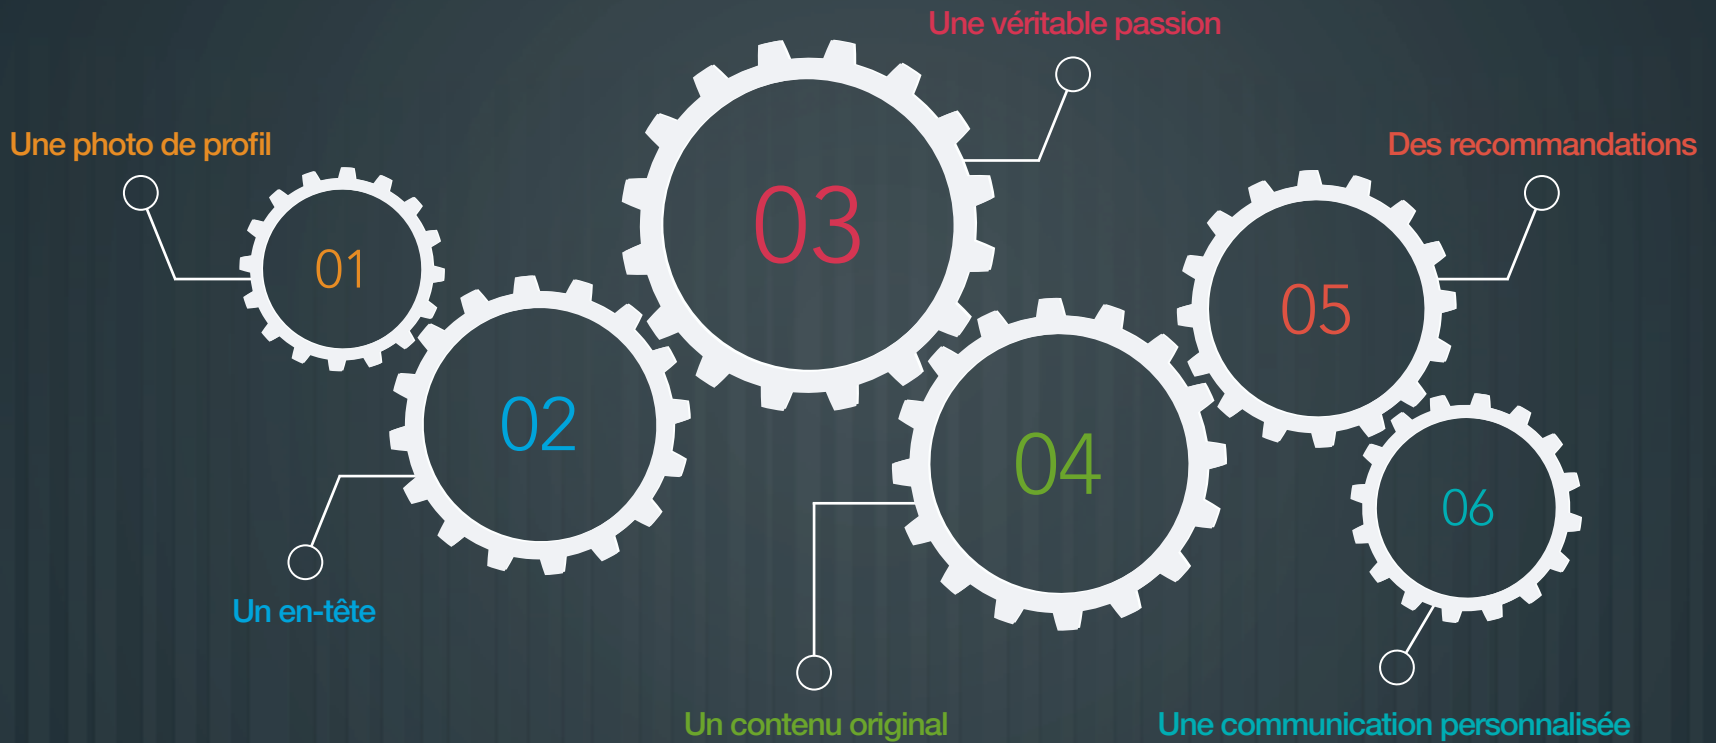 Une photo de profil
01
Un en-tête
02
Une véritable passion
03
Un contenu original
04
Des recommandations
05
Une communication personnalisée
06